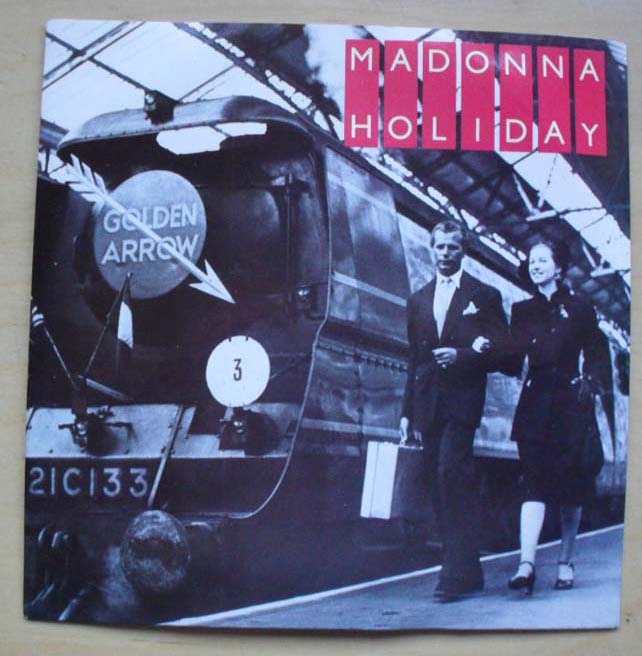 MADONNA
HOLIDAY
GOLDEN
ARROW
3
21C133